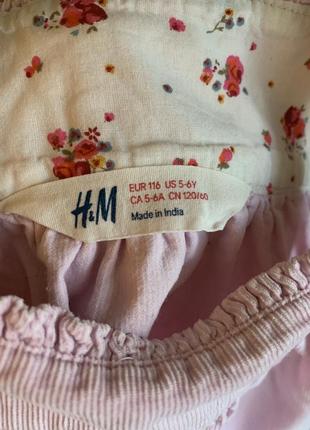 EUR 116 US 5-6Y
CA 5-6A CN 120/60
H&M
Made in India